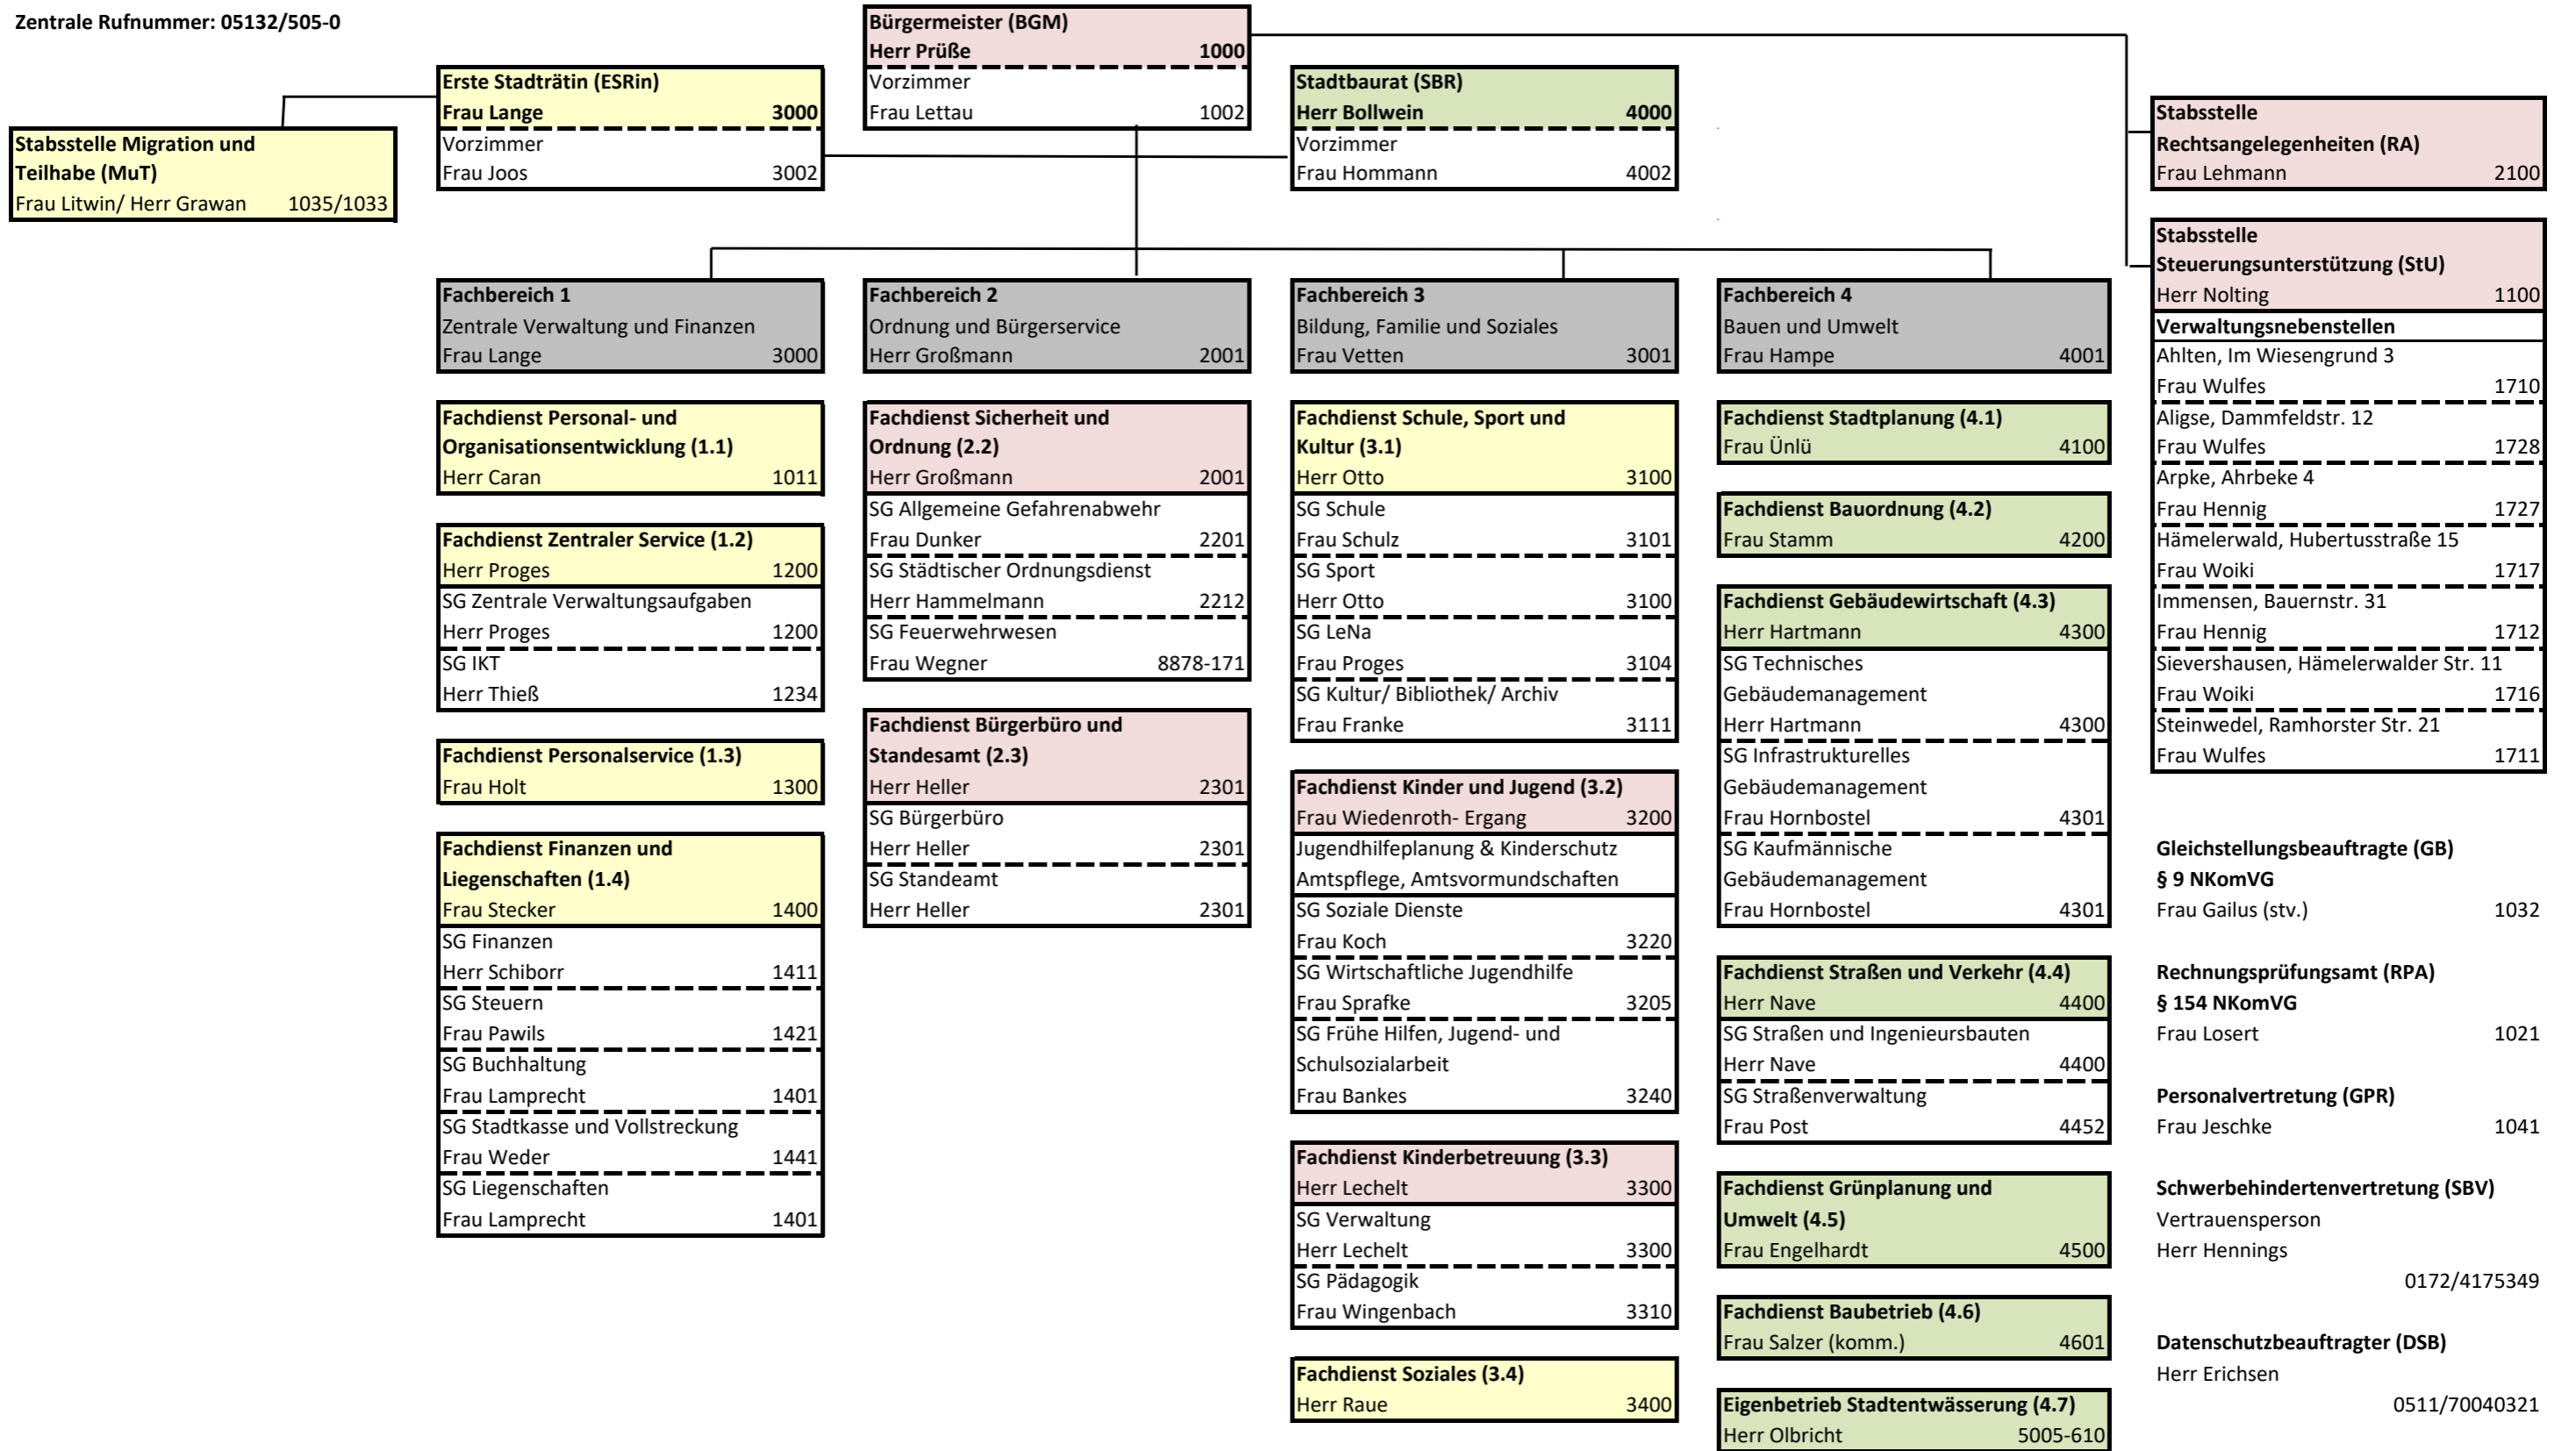 Zentrale Rufnummer: 05132/505-0
Bürgermeister (BGM)
Herr Prüße 1000
Vorzimmer
Frau Lettau 1002
Erste Stadträtin (ESRin)
Frau Lange 3000
Vorzimmer
Frau Joos 3002
Stadtbaurat (SBR)
Herr Bollwein 4000
Vorzimmer
Frau Hommann 4002
Stabsstelle Migration und
Teilhabe (MuT)
Frau Litwin/ Herr Grawan 1035/1033
Stabsstelle
Rechtsangelegenheiten (RA)
Frau Lehmann 2100
Stabsstelle
Steuerungsunterstützung (StU)
Herr Nolting 1100
Verwaltungsnebenstellen
Ahlten, Im Wiesengrund 3
Frau Wulfes 1710
Aligse, Dammfeldstr. 12
Frau Wulfes 1728
Arpke, Ahrbeke 4
Frau Hennig 1727
Hämelerwald, Hubertusstraße 15
Frau Woiki 1717
Immensen, Bauernstr. 31
Frau Hennig 1712
Sievershausen, Hämelerwalder Str. 11
Frau Woiki 1716
Steinwedel, Ramhorster Str. 21
Frau Wulfes 1711
Fachbereich 1
Zentrale Verwaltung und Finanzen
Frau Lange 3000
Fachdienst Personal- und
Organisationsentwicklung (1.1)
Herr Caran 1011
Fachdienst Zentraler Service (1.2)
Herr Proges 1200
SG Zentrale Verwaltungsaufgaben
Herr Proges 1200
SG IKT
Herr Thieß 1234
Fachdienst Personalservice (1.3)
Frau Holt 1300
Fachdienst Finanzen und
Liegenschaften (1.4)
Frau Stecker 1400
SG Finanzen
Herr Schiborr 1411
SG Steuern
Frau Pawils 1421
SG Buchhaltung
Frau Lamprecht 1401
SG Stadtkasse und Vollstreckung
Frau Weder 1441
SG Liegenschaften
Frau Lamprecht 1401
Fachbereich 2
Ordnung und Bürgerservice
Herr Großmann 2001
Fachdienst Sicherheit und
Ordnung (2.2)
Herr Großmann 2001
SG Allgemeine Gefahrenabwehr
Frau Dunker 2201
SG Städtischer Ordnungsdienst
Herr Hammelmann 2212
SG Feuerwehrwesen
Frau Wegner 8878-171
Fachdienst Bürgerbüro und
Standesamt (2.3)
Herr Heller 2301
SG Bürgerbüro
Herr Heller 2301
SG Standeamt
Herr Heller 2301
Fachbereich 3
Bildung, Familie und Soziales
Frau Vetten 3001
Fachdienst Schule, Sport und
Kultur (3.1)
Herr Otto 3100
SG Schule
Frau Schulz 3101
SG Sport
Herr Otto 3100
SG LeNa
Frau Proges 3104
SG Kultur/ Bibliothek/ Archiv
Frau Franke 3111
Fachdienst Kinder und Jugend (3.2)
Frau Wiedenroth- Ergang 3200
Jugendhilfeplanung & Kinderschutz
Amtspflege, Amtsvormundschaften
SG Soziale Dienste
Frau Koch 3220
SG Wirtschaftliche Jugendhilfe
Frau Sprafke 3205
SG Frühe Hilfen, Jugend- und
Schulsozialarbeit
Frau Bankes 3240
Fachdienst Kinderbetreuung (3.3)
Herr Lechelt 3300
SG Verwaltung
Herr Lechelt 3300
SG Pädagogik
Frau Wingenbach 3310
Fachdienst Soziales (3.4)
Herr Raue 3400
Fachbereich 4
Bauen und Umwelt
Frau Hampe 4001
Fachdienst Stadtplanung (4.1)
Frau Ünlü 4100
Fachdienst Bauordnung (4.2)
Frau Stamm 4200
Fachdienst Gebäudewirtschaft (4.3)
Herr Hartmann 4300
SG Technisches
Gebäudemanagement
Herr Hartmann 4300
SG Infrastrukturelles
Gebäudemanagement
Frau Hornbostel 4301
SG Kaufmännische
Gebäudemanagement
Frau Hornbostel 4301
Fachdienst Straßen und Verkehr (4.4)
Herr Nave 4400
SG Straßen und Ingenieursbauten
Herr Nave 4400
SG Straßenverwaltung
Frau Post 4452
Fachdienst Grünplanung und
Umwelt (4.5)
Frau Engelhardt 4500
Fachdienst Baubetrieb (4.6)
Frau Salzer (komm.) 4601
Eigenbetrieb Stadtentwässerung (4.7)
Herr Olbricht 5005-610
Gleichstellungsbeauftragte (GB)
§ 9 NKomVG
Frau Gailus (stv.) 1032
Rechnungsprüfungsamt (RPA)
§ 154 NKomVG
Frau Losert 1021
Personalvertretung (GPR)
Frau Jeschke 1041
Schwerbehindertenvertretung (SBV)
Vertrauensperson
Herr Hennings
0172/4175349
Datenschutzbeauftragter (DSB)
Herr Erichsen
0511/70040321